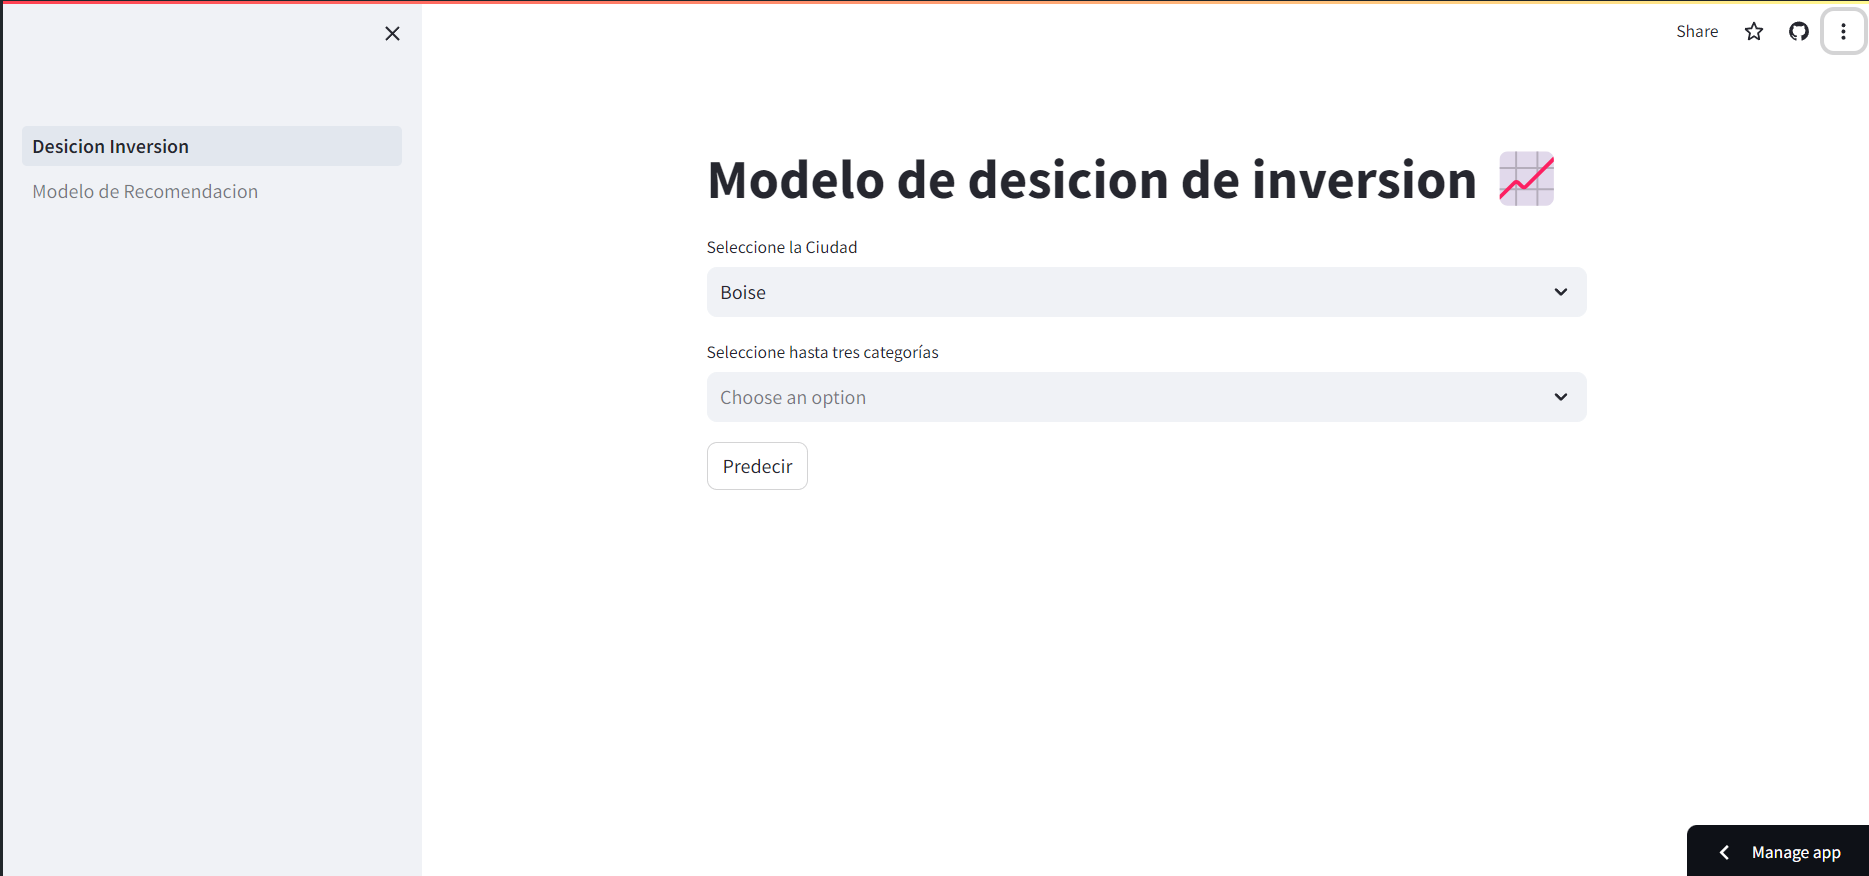 Share
Desicion Inversion
Modelo de Recomendacion
Modelo de desicion de inversion
Seleccione la Ciudad
Boise
Seleccione hasta tres categorías
Choose an option
Predecir
Manage app